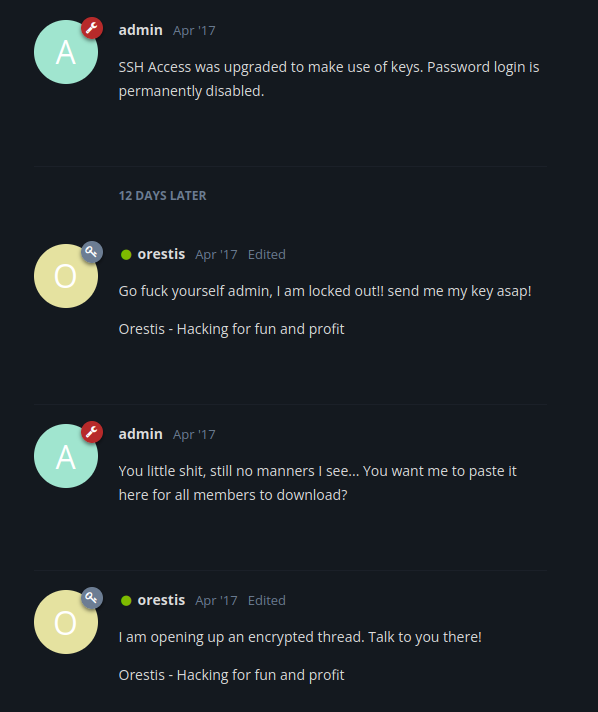 A
admin Apr '17
SSH Access was upgraded to make use of keys. Password login is
permanently disabled.
12 DAYS LATER
O
orestis Apr '17 Edited
Go fuck yourself admin, I am locked out!! send me my key asap!
Orestis - Hacking for fun and profit
A
admin Apr '17
You little shit, still no manners I see... You want me to paste it
here for all members to download?
O
orestis Apr '17 Edited
I am opening up an encrypted thread. Talk to you there!
Orestis - Hacking for fun and profit